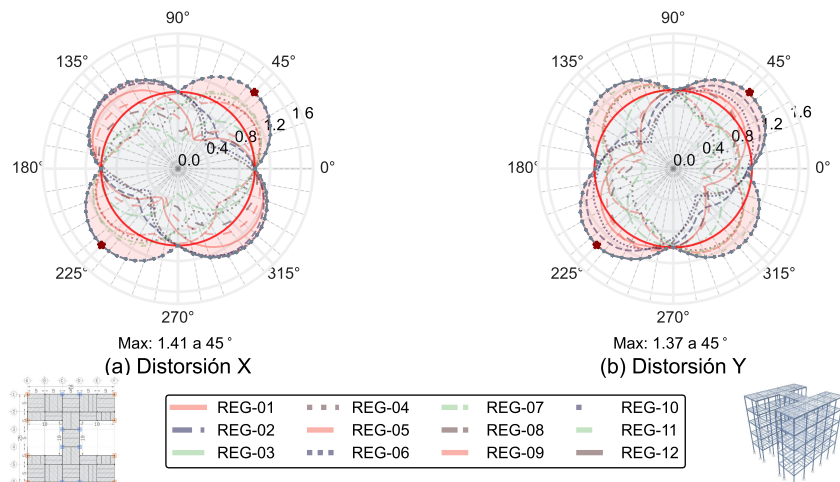 90°
135°
45°
180°
0°
225°
315°
270°
0.0
0.4
0.8
1.2
1.6
Max: 1.41 a 45°
(a) Distorsión X
90°
135°
45°
180°
0°
225°
315°
270°
0.0
0.4
0.8
1.2
1.6
Max: 1.37 a 45°
(b) Distorsión Y
REG-01
REG-04
REG-07
REG-10
REG-02
REG-05
REG-08
REG-11
REG-03
REG-06
REG-09
REG-12